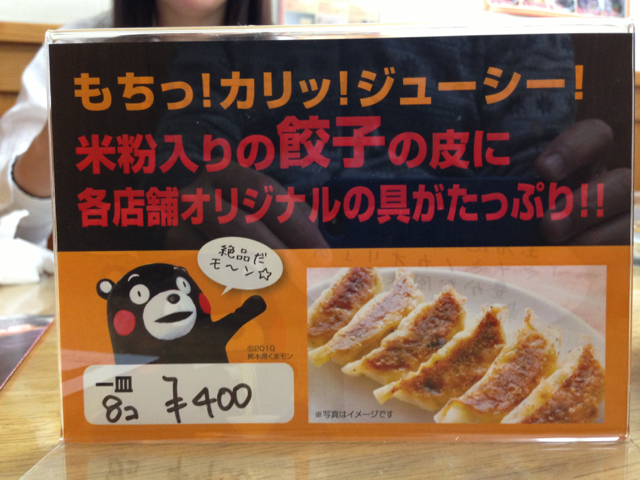 もちっ!カリッ!ジューシー!
米粉入りの餃子の皮に
各店舗オリジナルの具がたっぷり!!
絶品だ
モ〜ン☆
©2010
熊本県くまモン
一皿
8コ ¥400
※写真はイメージです